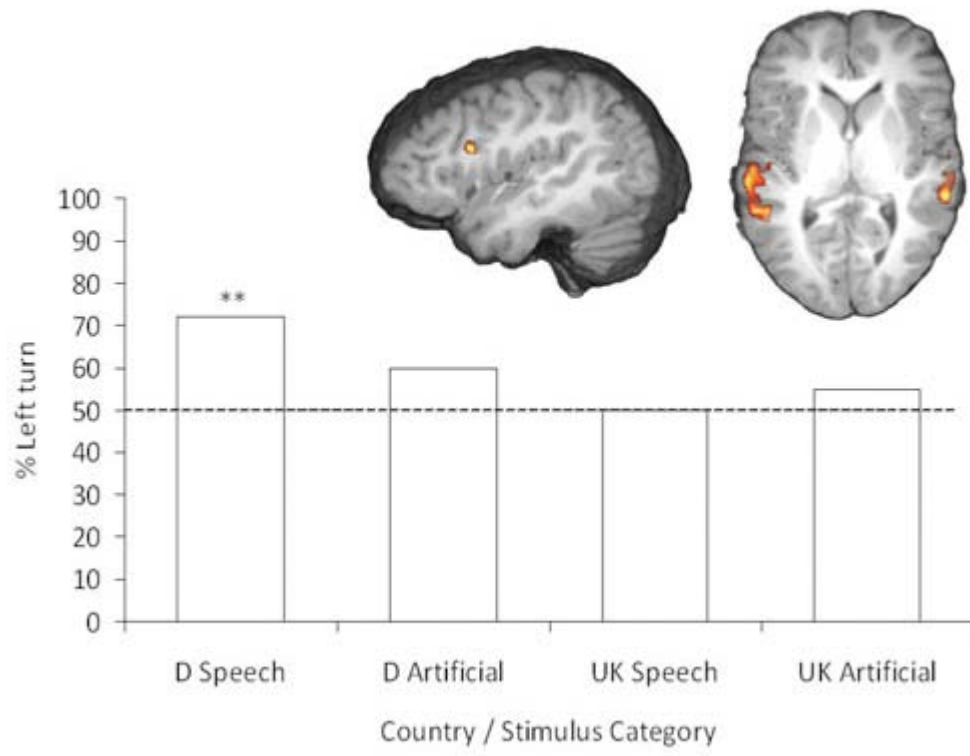 100
90
80
70
60
50
40
30
20
10
0
% Left turn
**
D Speech
D Artificial
UK Speech
UK Artificial
Country / Stimulus Category